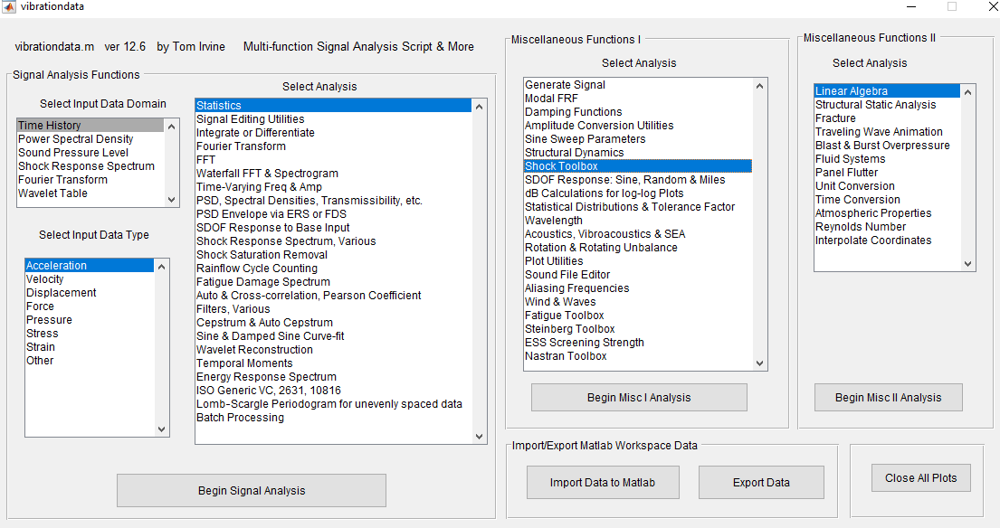 vibrationdata
vibrationdata.m ver 12.6 by Tom Irvine Multi-function Signal Analysis Script & More
Signal Analysis Functions
Select Input Data Domain
Time History
Power Spectral Density
Sound Pressure Level
Shock Response Spectrum
Fourier Transform
Wavelet Table
Select Input Data Type
Acceleration
Velocity
Displacement
Force
Pressure
Stress
Strain
Other
Select Analysis
Statistics
Signal Editing Utilities
Integrate or Differentiate
Fourier Transform
FFT
Waterfall FFT & Spectrogram
Time-Varying Freq & Amp
PSD, Spectral Densities, Transmissibility, etc.
PSD Envelope via ERS or FDS
SDOF Response to Base Input
Shock Response Spectrum, Various
Shock Saturation Removal
Rainflow Cycle Counting
Fatigue Damage Spectrum
Auto & Cross-correlation, Pearson Coefficient
Filters, Various
Cepstrum & Auto Cepstrum
Sine & Damped Sine Curve-fit
Wavelet Reconstruction
Temporal Moments
Energy Response Spectrum
ISO Generic VC, 2631, 10816
Lomb-Scargle Periodogram for unevenly spaced data
Batch Processing
Begin Signal Analysis
Miscellaneous Functions I
Select Analysis
Generate Signal
Modal FRF
Damping Functions
Amplitude Conversion Utilities
Sine Sweep Parameters
Structural Dynamics
Shock Toolbox
SDOF Response: Sine, Random & Miles
dB Calculations for log-log Plots
Statistical Distributions & Tolerance Factor
Wavelength
Acoustics, Vibroacoustics & SEA
Rotation & Rotating Unbalance
Plot Utilities
Sound File Editor
Aliasing Frequencies
Wind & Waves
Fatigue Toolbox
Steinberg Toolbox
ESS Screening Strength
Nastran Toolbox
Begin Misc I Analysis
Miscellaneous Functions II
Select Analysis
Linear Algebra
Structural Static Analysis
Fracture
Traveling Wave Animation
Blast & Burst Overpressure
Fluid Systems
Panel Flutter
Unit Conversion
Time Conversion
Atmospheric Properties
Reynolds Number
Interpolate Coordinates
Begin Misc II Analysis
Import/Export Matlab Workspace Data
Import Data to Matlab
Export Data
Close All Plots